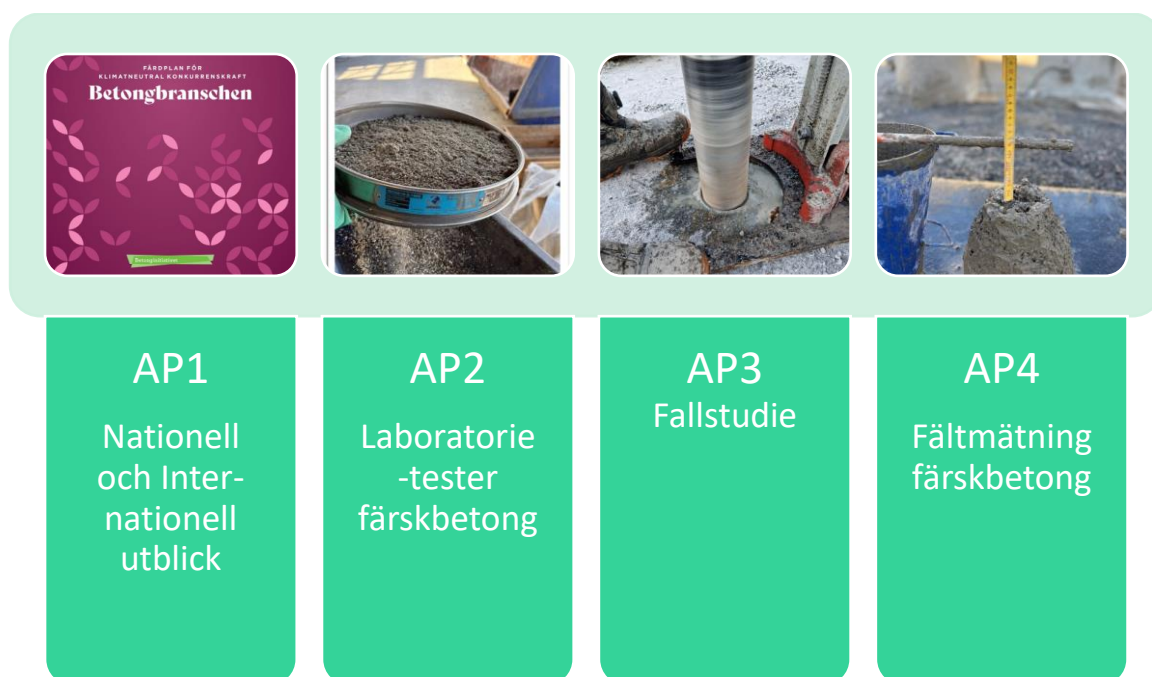 FÄRDPLAN FÖR
KLIMATNEUTRAL KONKURRENSKRAFT
Betongbranschen
Betonginitiativet
AP1
Nationell
och Inter-
nationell
utblick
AP2
Laboratorie
-tester
färskbetong
AP3
Fallstudie
AP4
Fältmätning
färskbetong